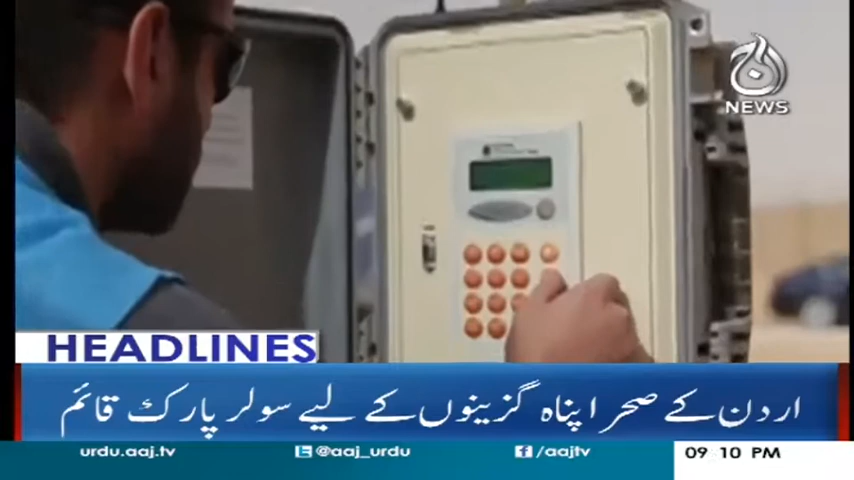 آج
NEWS
HEADLINES
اردن کے صحرا پناہ گزینوں کے لیے سولر پارک قائم
urdu.aaj.tv @aaj_urdu /aajtv 09:10 PM